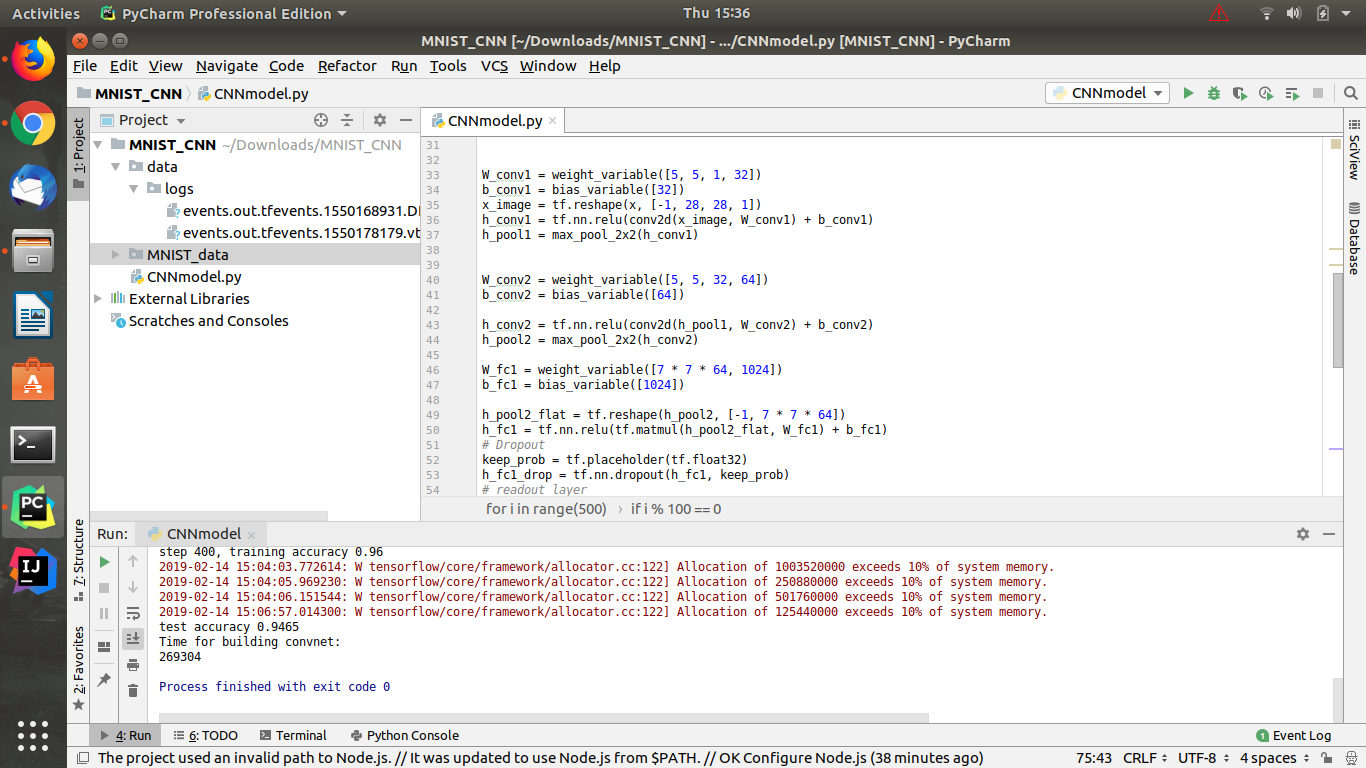 Activities PyCharm Professional Edition Thu 15:36
MNIST_CNN [~/Downloads/MNIST_CNN] - .../CNNmodel.py [MNIST_CNN] - PyCharm
File Edit View Navigate Code Refactor Run Tools VCS Window Help
MNIST_CNN CNNmodel.py CNNmodel
1: Project
Project
MNIST_CNN ~/Downloads/MNIST_CNN
data
logs
events.out.tfevents.1550168931.D
events.out.tfevents.1550178179.vt
MNIST_data
CNNmodel.py
External Libraries
Scratches and Consoles
CNNmodel.py
31
32
33 W_conv1 = weight_variable([5, 5, 1, 32])
34 b_conv1 = bias_variable([32])
35 x_image = tf.reshape(x, [-1, 28, 28, 1])
36 h_conv1 = tf.nn.relu(conv2d(x_image, W_conv1) + b_conv1)
37 h_pool1 = max_pool_2x2(h_conv1)
38
39
40 W_conv2 = weight_variable([5, 5, 32, 64])
41 b_conv2 = bias_variable([64])
42
43 h_conv2 = tf.nn.relu(conv2d(h_pool1, W_conv2) + b_conv2)
44 h_pool2 = max_pool_2x2(h_conv2)
45
46 W_fc1 = weight_variable([7 * 7 * 64, 1024])
47 b_fc1 = bias_variable([1024])
48
49 h_pool2_flat = tf.reshape(h_pool2, [-1, 7 * 7 * 64])
50 h_fc1 = tf.nn.relu(tf.matmul(h_pool2_flat, W_fc1) + b_fc1)
51 # Dropout
52 keep_prob = tf.placeholder(tf.float32)
53 h_fc1_drop = tf.nn.dropout(h_fc1, keep_prob)
54 # readout layer
for i in range(500) › if i % 100 == 0
SciView
Database
7: Structure
2: Favorites
Run: CNNmodel
step 400, training accuracy 0.96
2019-02-14 15:04:03.772614: W tensorflow/core/framework/allocator.cc:122] Allocation of 1003520000 exceeds 10% of system memory.
2019-02-14 15:04:05.969230: W tensorflow/core/framework/allocator.cc:122] Allocation of 250880000 exceeds 10% of system memory.
2019-02-14 15:04:06.151544: W tensorflow/core/framework/allocator.cc:122] Allocation of 501760000 exceeds 10% of system memory.
2019-02-14 15:06:57.014300: W tensorflow/core/framework/allocator.cc:122] Allocation of 125440000 exceeds 10% of system memory.
test accuracy 0.9465
Time for building convnet:
269304
Process finished with exit code 0
4: Run 6: TODO Terminal Python Console 1 Event Log
The project used an invalid path to Node.js. // It was updated to use Node.js from $PATH. // OK Configure Node.js (38 minutes ago) 75:43 CRLF UTF-8 4 spaces